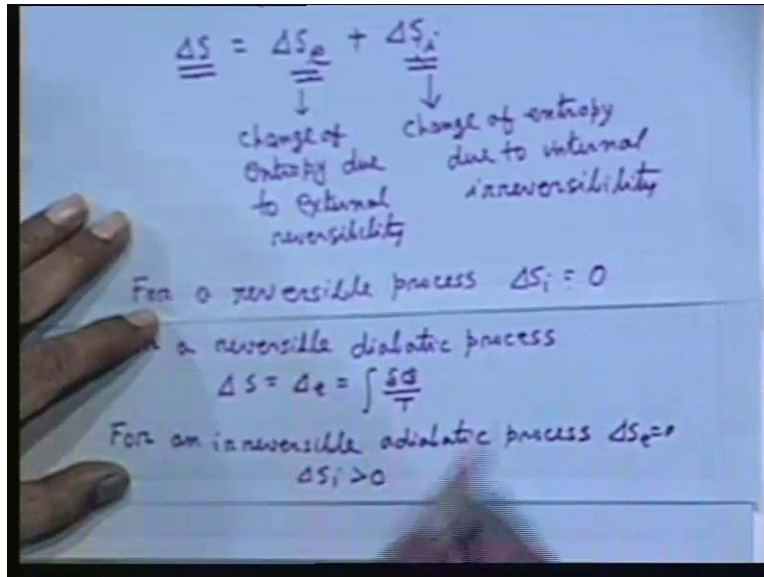 ΔS = ΔSe + ΔSi
↓ ↓
change of entropy due to external reversibility
change of entropy due to internal irreversibility
For a reversible process ΔSi = 0
a reversible diabatic process
ΔS = Δe = ∫ δQ/T
For an irreversible adiabatic process ΔSe=0
ΔSi >0